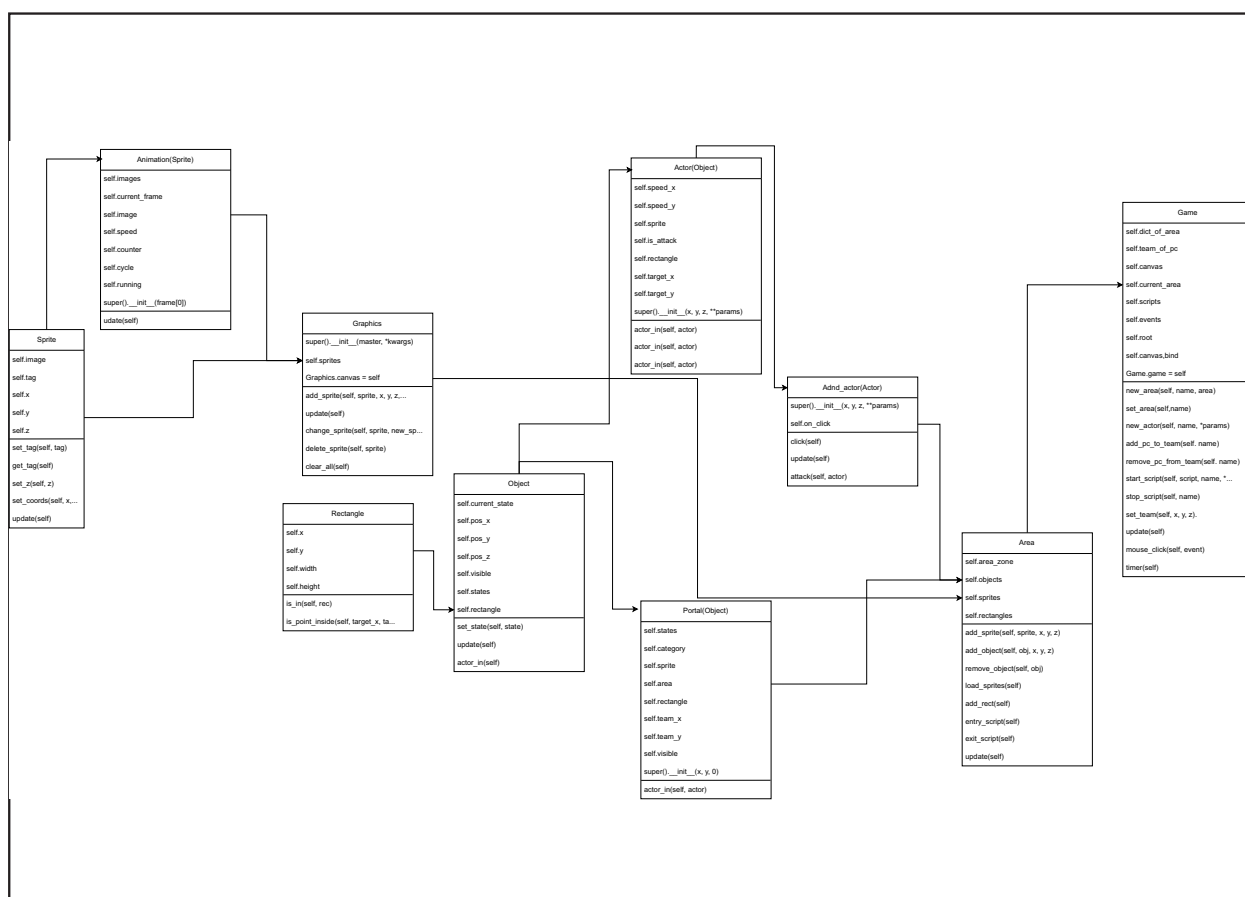 Animation(Sprite)
self.images
self.current_frame
self.image
self.speed
self.counter
self.cycle
self.running
super().__init__(frame[0])
udate(self)
Sprite
self.image
self.tag
self.x
self.y
self.z
set_tag(self, tag)
get_tag(self)
set_z(self, z)
set_coords(self, x,...
update(self)
Graphics
super().__init__(master, *kwargs)
self.sprites
Graphics.canvas = self
add_sprite(self, sprite, x, y, z,...
update(self)
change_sprite(self, sprite, new_sp...
delete_sprite(self, sprite)
clear_all(self)
Rectangle
self.x
self.y
self.width
self.height
is_in(self, rec)
is_point_inside(self, target_x, ta...
Object
self.current_state
self.pos_x
self.pos_y
self.pos_z
self.visible
self.states
self.rectangle
set_state(self, state)
update(self)
actor_in(self)
Actor(Object)
self.speed_x
self.speed_y
self.sprite
self.is_attack
self.rectangle
self.target_x
self.target_y
super().__init__(x, y, z, **params)
actor_in(self, actor)
actor_in(self, actor)
actor_in(self, actor)
Portal(Object)
self.states
self.category
self.sprite
self.area
self.rectangle
self.team_x
self.team_y
self.visible
super().__init__(x, y, 0)
actor_in(self, actor)
Adnd_actor(Actor)
super().__init__(x, y, z, **params)
self.on_click
click(self)
update(self)
attack(self, actor)
Area
self.area_zone
self.objects
self.sprites
self.rectangles
add_sprite(self, sprite, x, y, z)
add_object(self, obj, x, y, z)
remove_object(self, obj)
load_sprites(self)
add_rect(self)
entry_script(self)
exit_script(self)
update(self)
Game
self.dict_of_area
self.team_of_pc
self.canvas
self.current_area
self.scripts
self.events
self.root
self.canvas,bind
Game.game = self
new_area(self, name, area)
set_area(self,name)
new_actor(self, name, *params)
add_pc_to_team(self. name)
remove_pc_from_team(self. name)
start_script(self, script, name, *...
stop_script(self, name)
set_team(self, x, y, z).
update(self)
mouse_click(self, event)
timer(self)